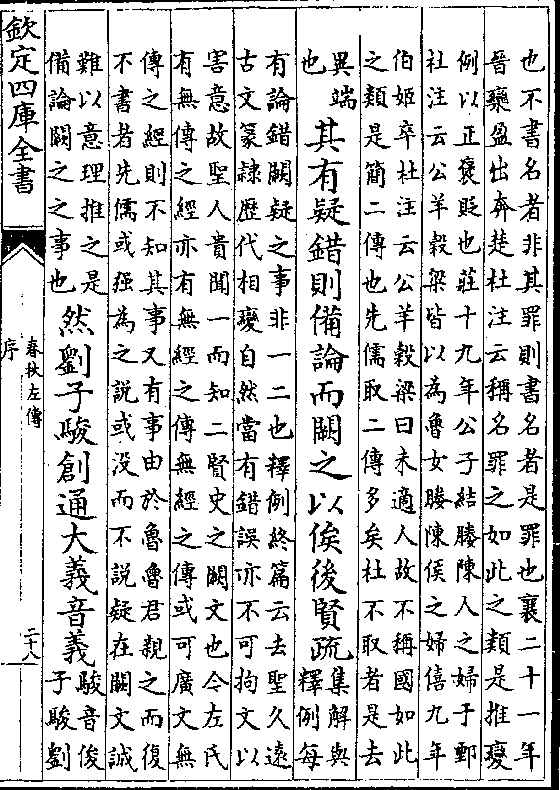 也不書名者非其罪則書名者是罪也襄二十一年
晉欒盈出奔楚杜注云稱名罪之如此之類是推變
例以正褒貶也莊十九年公子結媵陳人之婦于鄄
社注云公羊穀梁皆以為魯女媵陳侯之婦僖九年
伯姬卒杜注云公羊穀梁曰未適人故不稱國如此
之類是簡二傳也先儒取二傳多矣杜不取者是去
異端
也
其有疑錯則備論而闕之以俟後賢疏
集解與
釋例每
有論錯闕疑之事非一二也釋例終篇云去聖久遠
古文篆隷歴代相變自然當有錯誤亦不可拘文以
害意故聖人貴聞一而知二賢史之闕文也今左氏
有無傳之經亦有無經之傳無經之傳或可廣文無
傳之經則不知其事又有事由於魯魯君親之而復
不書者先儒或强為之說或没而不說疑在闕文誠
難以意理推之是
備論闕之之事也
然劉子駿創通大義音義
駿音俊
子駿劉
欽定四庫全書
春秋左傳
序
二十八